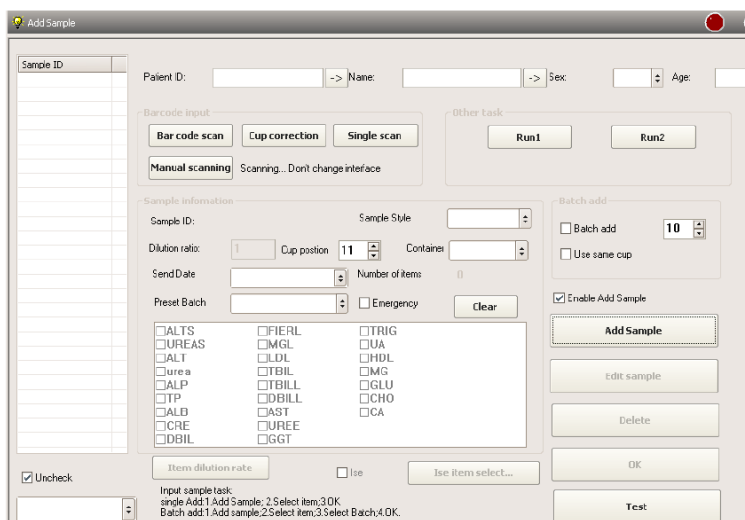 Add Sample
Sample ID
Patient ID: -> Name: -> Sex: Age:
Barcode input
Other task
Bar code scan Cup correction Single scan
Run1 Run2
Manual scanning Scanning... Don't change interface
Sample infomation
Batch add
Sample ID: Sample Style
Batch add 10
Dilution ratio: 1 Cup postion 11 Container
Use same cup
Send Date Number of items 0
Preset Batch Emergency Clear
Enable Add Sample
ALTS FIERL TRIG
UREAS MGL UA
ALT LDL HDL
urea TBIL MG
ALP TBILL GLU
TP DBILL CHO
ALB AST CA
CRE UREE
DBIL GGT
Add Sample
Edit sample
Delete
OK
Test
Uncheck
Item dilution rate Ise Ise item select...
Input sample task:
single Add:1.Add Sample; 2.Select item;3.OK
Batch add:1.Add sample;2.Select item;3.Select Batch;4.OK.